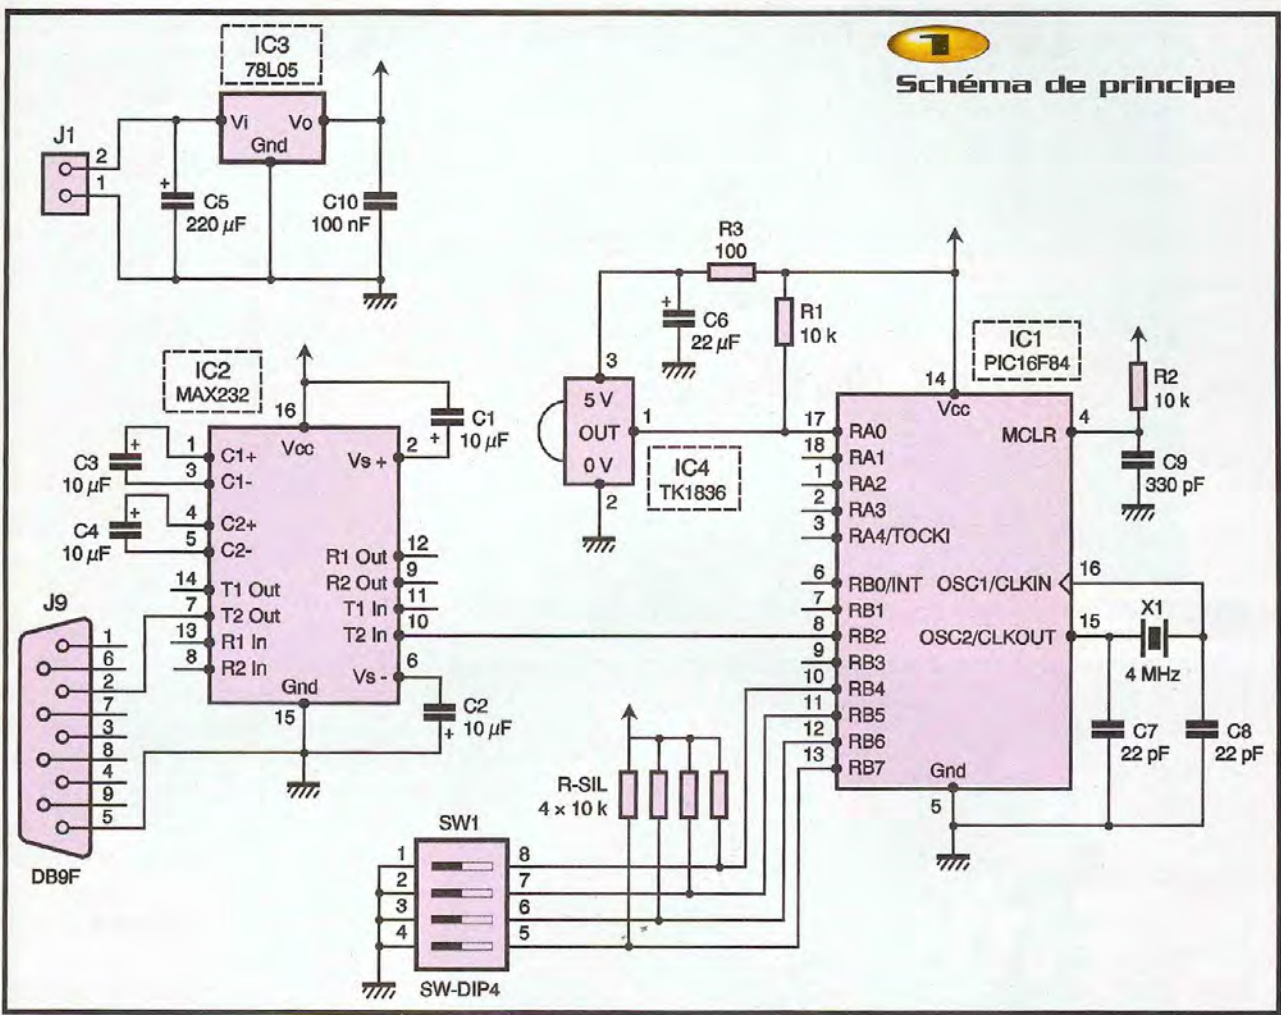 1
Schéma de principe
IC3
78L05
Vi Vo
Gnd
J1
2
1
+
C5
220 µF
C10
100 nF
R3
100
+
C6
22 µF
R1
10 k
IC1
PIC16F84
R2
10 k
C9
330 pF
IC2
MAX232
16
Vcc
1 C1+
3 C1-
4 C2+
5 C2-
14 T1 Out
7 T2 Out
13 R1 In
8 R2 In
Vs + 2
R1 Out 12
R2 Out 9
T1 In 11
T2 In 10
Vs - 6
Gnd
15
+
C1
10 µF
+
C3
10 µF
+
C4
10 µF
C2
+ 10 µF
3
5 V
OUT 1
0 V
2
IC4
TK1836
14
Vcc
17 RA0
18 RA1
1 RA2
2 RA3
3 RA4/TOCKI
6 RB0/INT
7 RB1
8 RB2
9 RB3
10 RB4
11 RB5
12 RB6
13 RB7
MCLR 4
OSC1/CLKIN 16
OSC2/CLKOUT 15
Gnd
5
X1
4 MHz
C7
22 pF
C8
22 pF
J9
1
6
2
7
3
8
4
9
5
DB9F
R-SIL
4 × 10 k
SW1
1 8
2 7
3 6
4 5
SW-DIP4